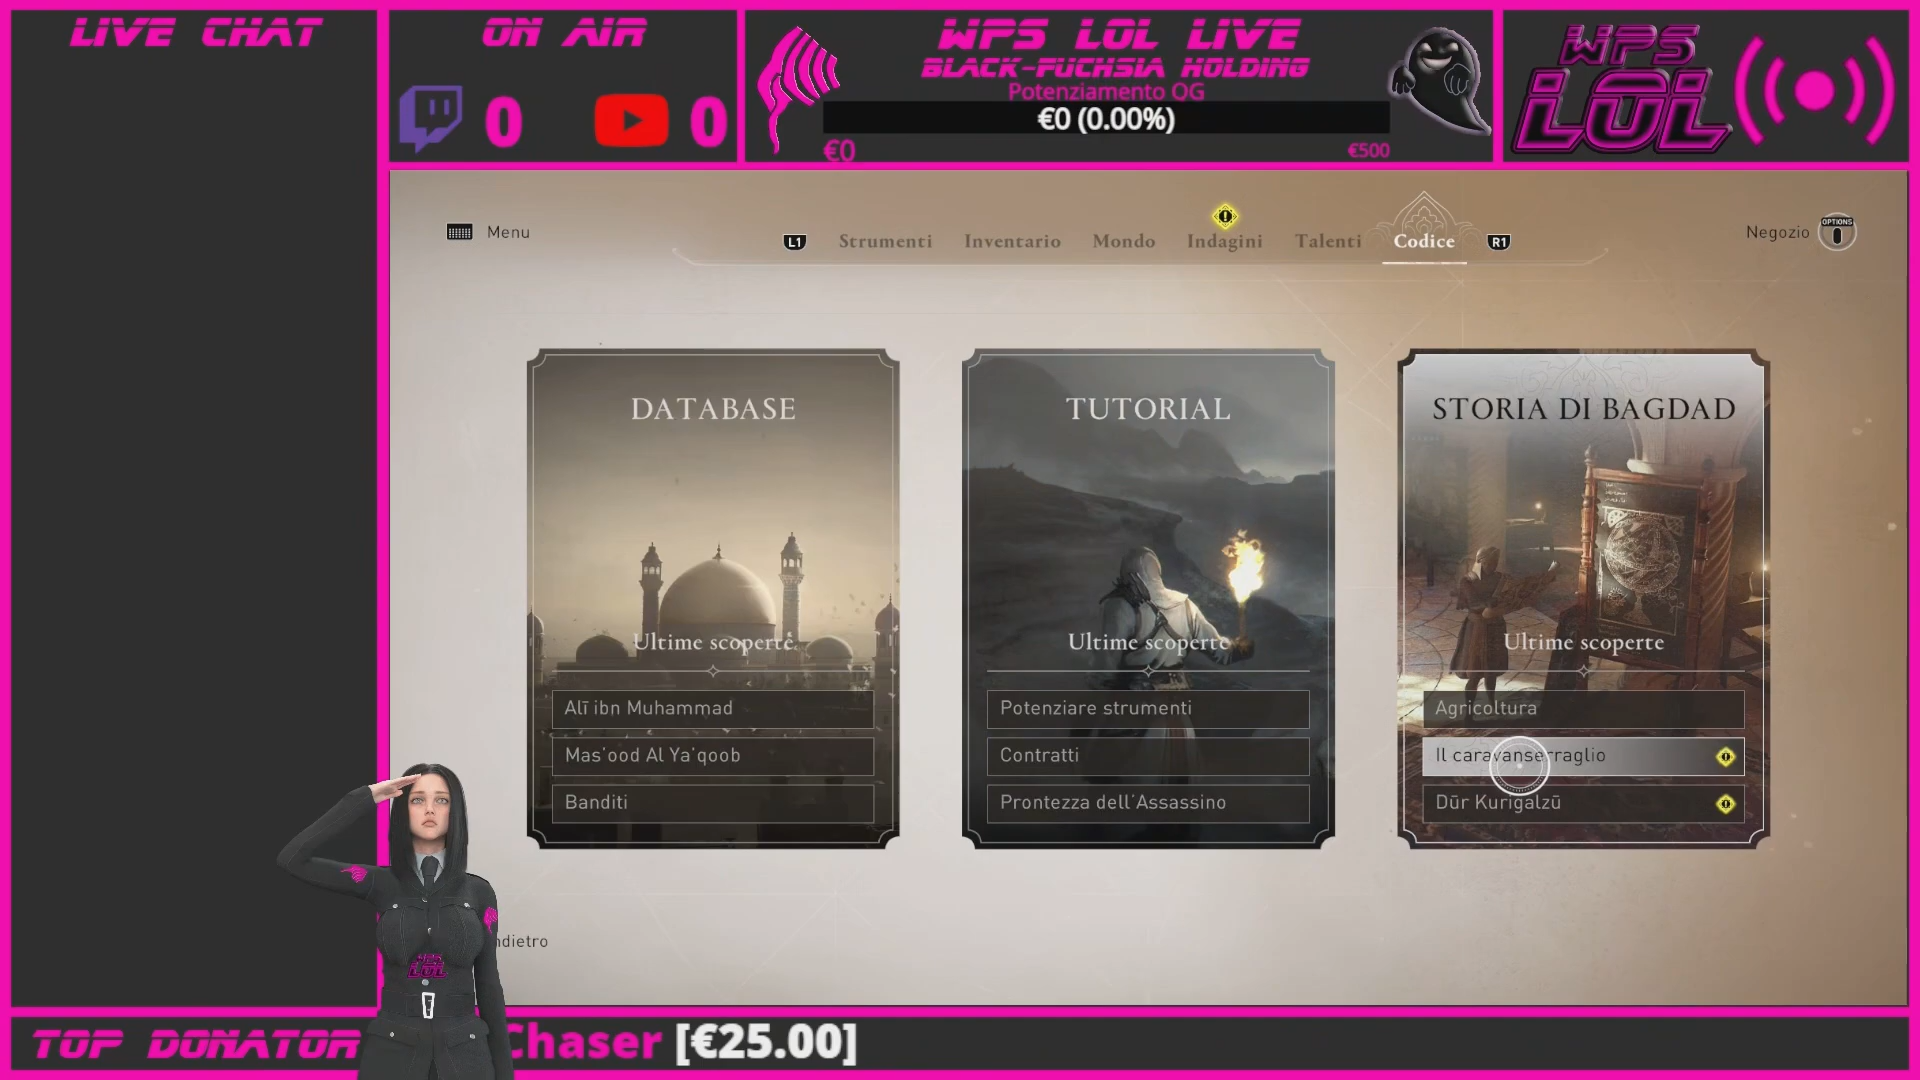 LIVE CHAT
ON AIR
0
0
WPS LOL LIVE
BLACK-FUCHSIA HOLDING
Potenziamento QG
€0 (0.00%)
€0
€500
WPS
LOL
Menu
L1
Strumenti
Inventario
Mondo
Indagini
Talenti
Codice
R1
Negozio
OPTIONS
DATABASE
Ultime scoperte
Alī ibn Muhammad
Mas'ood Al Ya'qoob
Banditi
TUTORIAL
Ultime scoperte
Potenziare strumenti
Contratti
Prontezza dell'Assassino
STORIA DI BAGDAD
Ultime scoperte
Agricoltura
Il caravanserraglio
Dūr Kurigalzū
ndietro
WPS
LOL
TOP DONATOR
Chaser [€25.00]